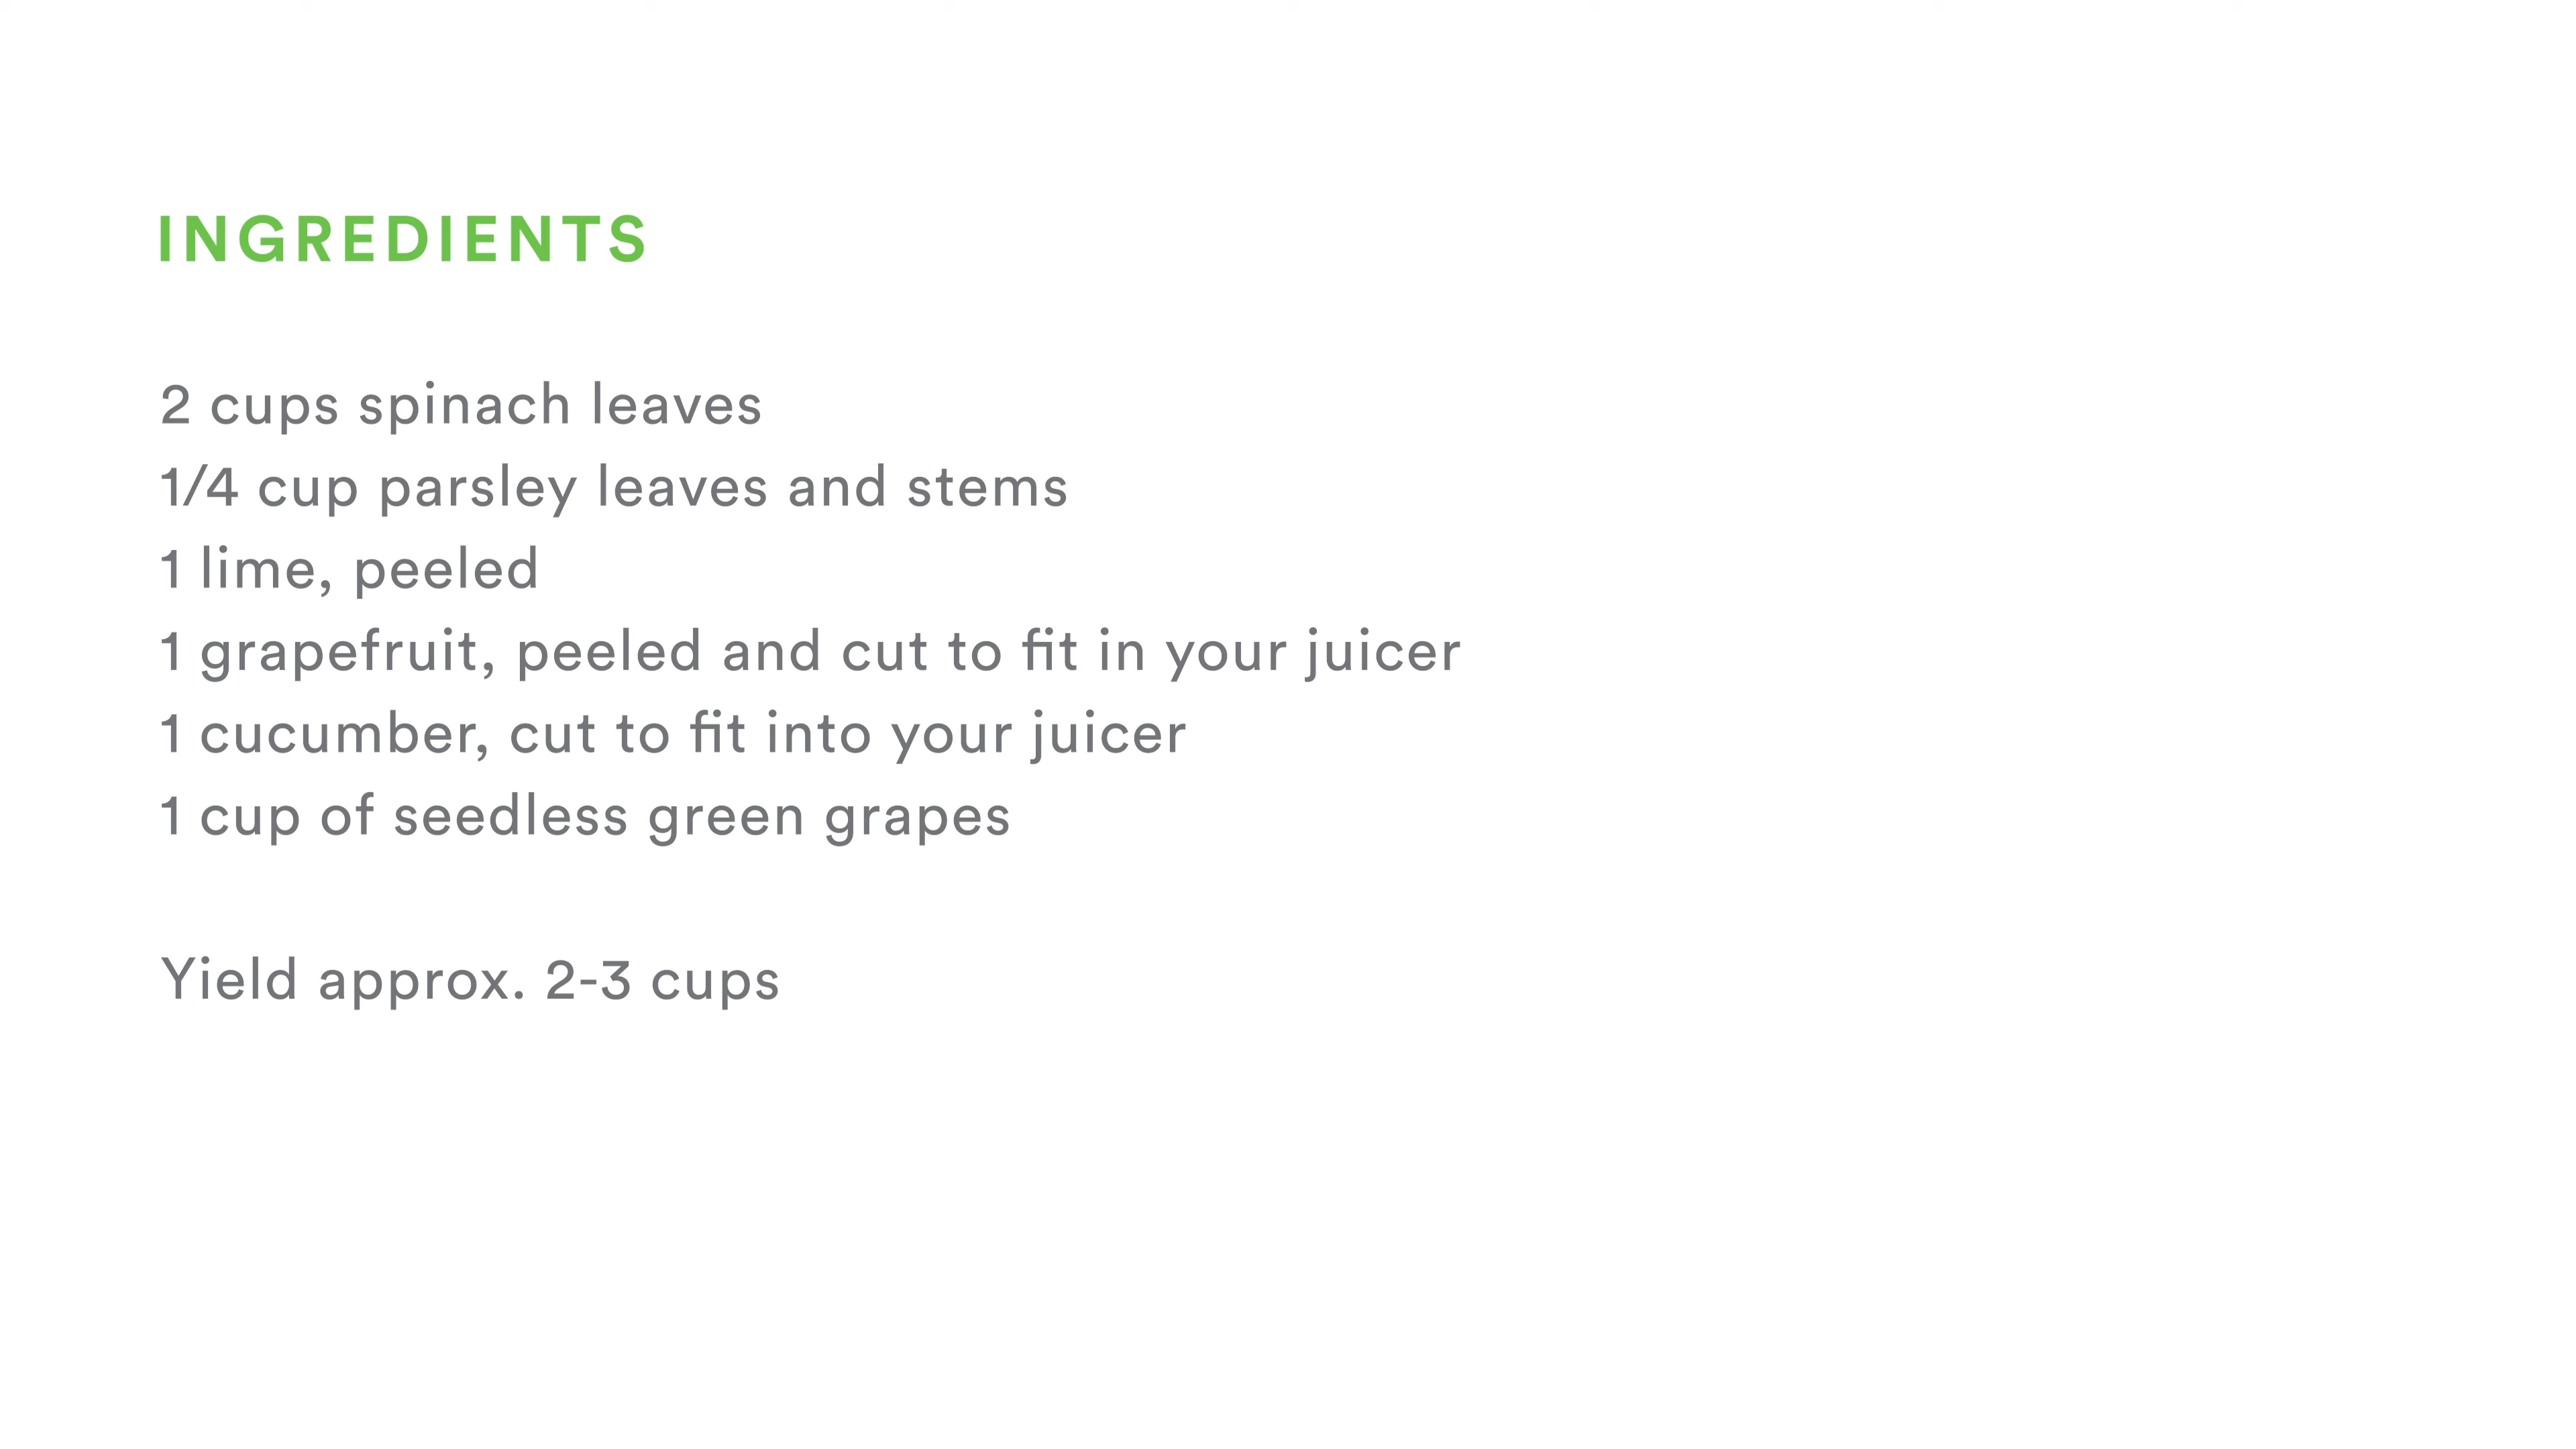 INGREDIENTS
2 cups spinach leaves
1/4 cup parsley leaves and stems
1 lime, peeled
1 grapefruit, peeled and cut to fit in your juicer
1 cucumber, cut to fit into your juicer
1 cup of seedless green grapes
Yield approx. 2-3 cups